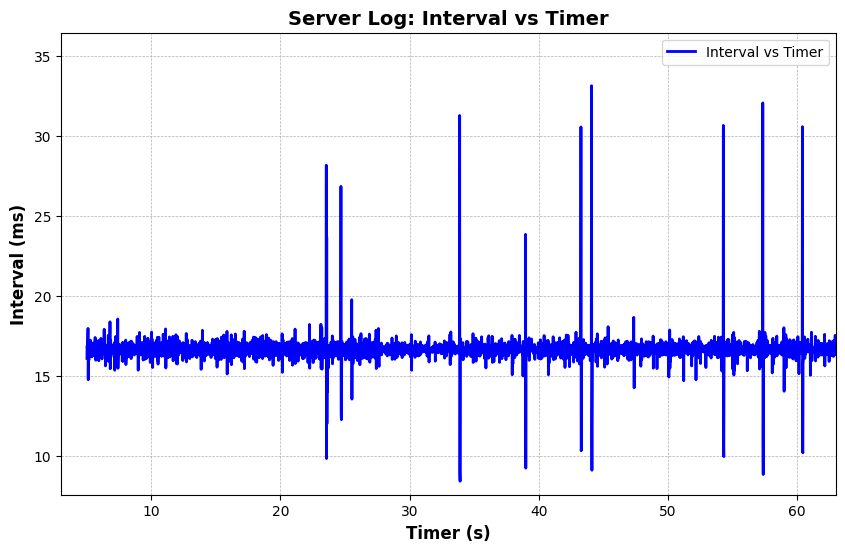 Server Log: Interval vs Timer
Interval vs Timer
35
30
25
20
15
10
Interval (ms)
10 20 30 40 50 60
Timer (s)